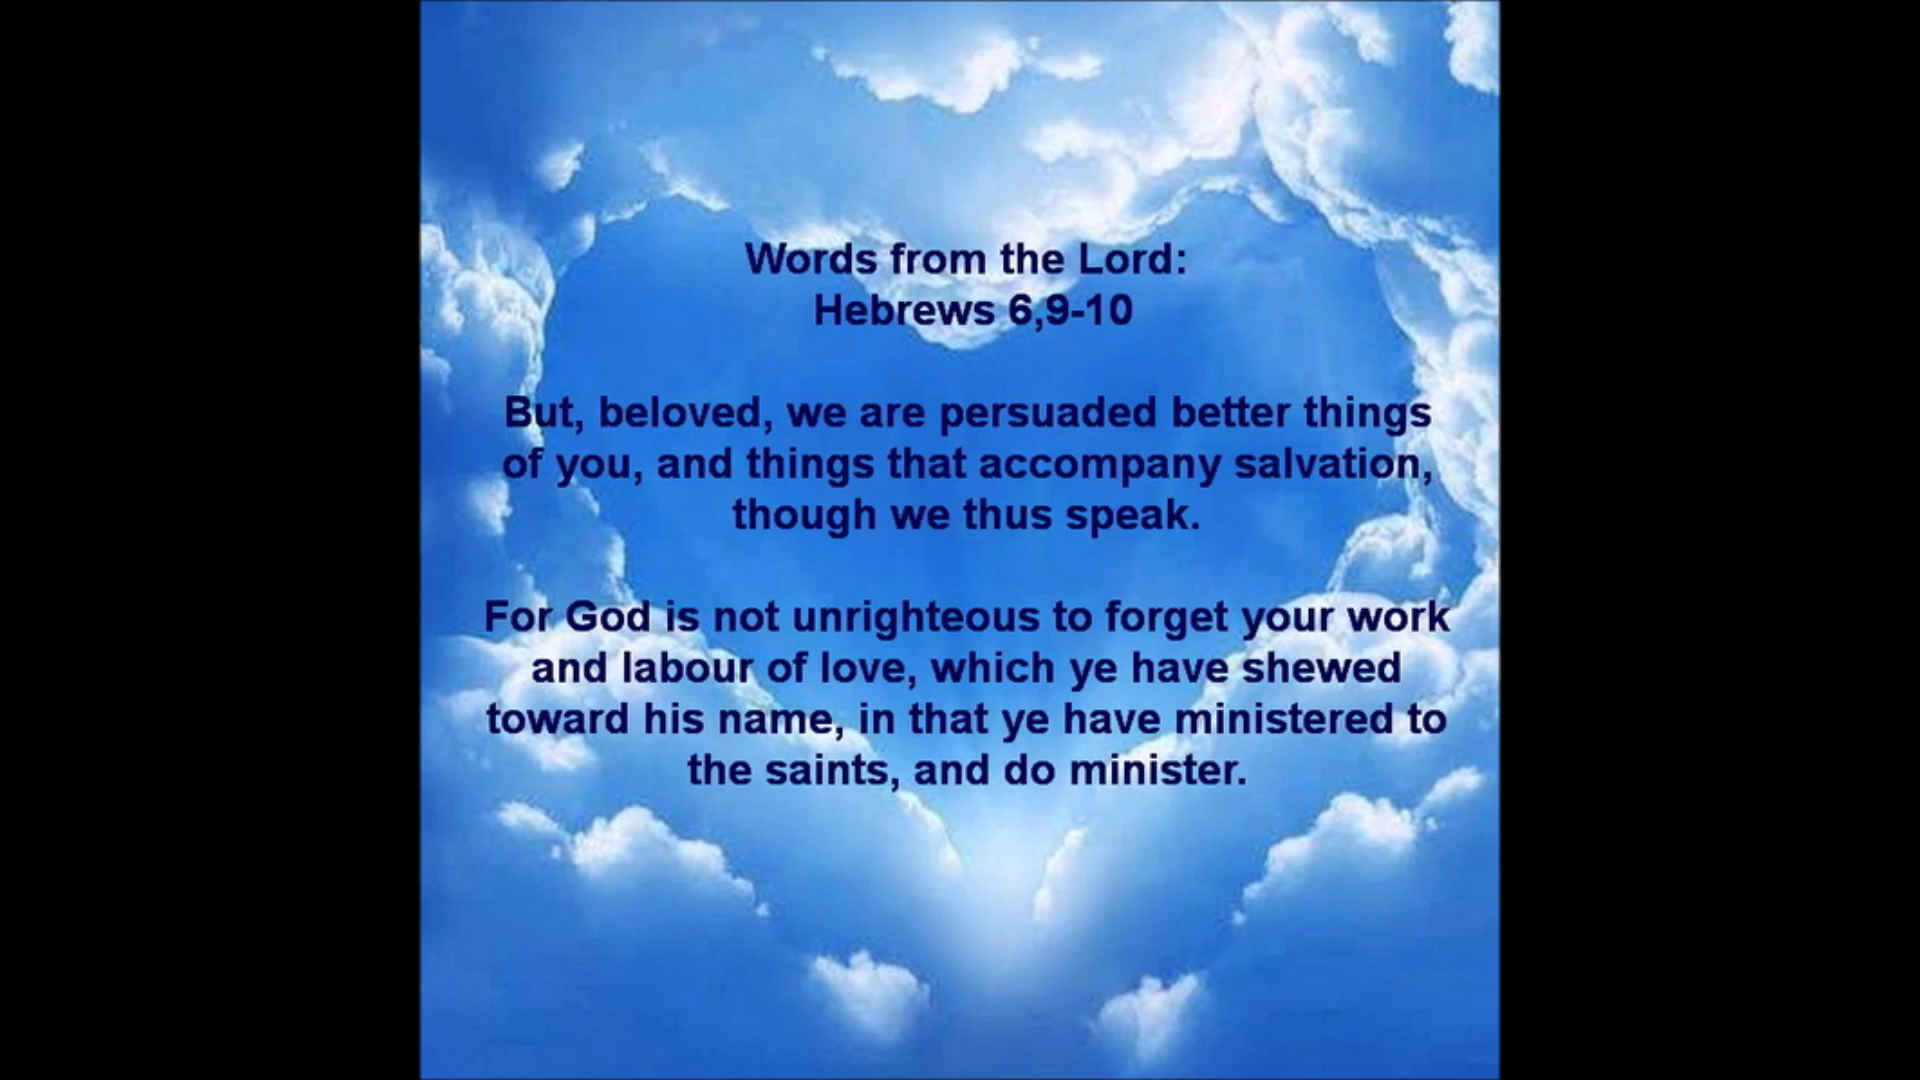 Words from the Lord:
Hebrews 6,9-10
But, beloved, we are persuaded better things
of you, and things that accompany salvation,
though we thus speak.
For God is not unrighteous to forget your work
and labour of love, which ye have shewed
toward his name, in that ye have ministered to
the saints, and do minister.